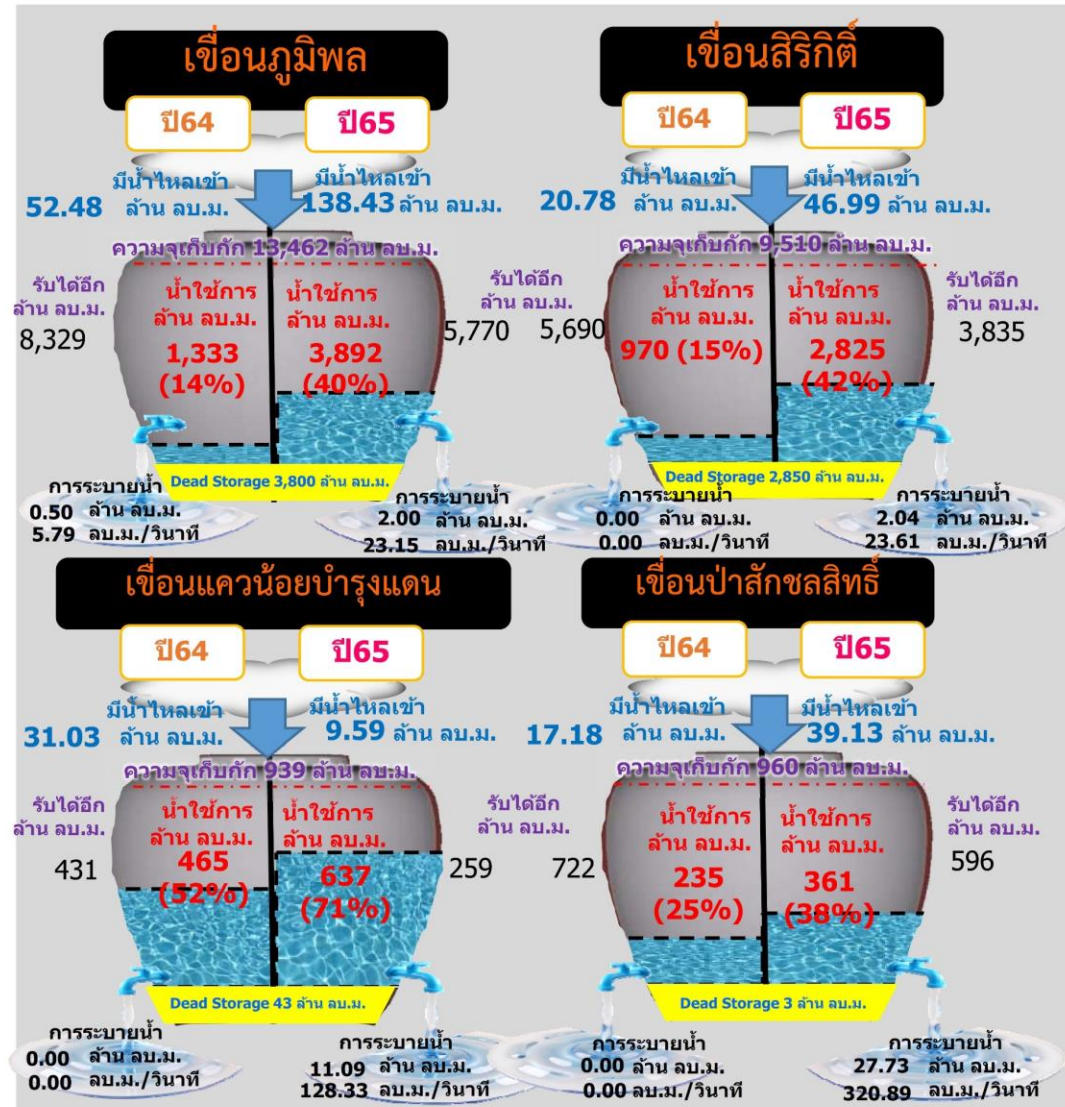 เขื่อนภูมิพล
ปี64
ปี65
มีน้ำไหลเข้า
52.48 ล้าน ลบ.ม.
มีน้ำไหลเข้า
138.43 ล้าน ลบ.ม.
ความจุเก็บกัก 13,462 ล้าน ลบ.ม.
รับได้อีก
ล้าน ลบ.ม.
8,329
น้ำใช้การ
ล้าน ลบ.ม.
1,333
(14%)
น้ำใช้การ
ล้าน ลบ.ม.
3,892
(40%)
รับได้อีก
ล้าน ลบ.ม.
5,770
Dead Storage 3,800 ล้าน ลบ.ม.
การระบายน้ำ
0.50 ล้าน ลบ.ม.
5.79 ลบ.ม./วินาที
การระบายน้ำ
2.00 ล้าน ลบ.ม.
23.15 ลบ.ม./วินาที
เขื่อนสิริกิติ์
ปี64
ปี65
มีน้ำไหลเข้า
20.78 ล้าน ลบ.ม.
มีน้ำไหลเข้า
46.99 ล้าน ลบ.ม.
ความจุเก็บกัก 9,510 ล้าน ลบ.ม.
5,690
น้ำใช้การ
ล้าน ลบ.ม.
970 (15%)
น้ำใช้การ
ล้าน ลบ.ม.
2,825
(42%)
รับได้อีก
ล้าน ลบ.ม.
3,835
Dead Storage 2,850 ล้าน ลบ.ม.
การระบายน้ำ
0.00 ล้าน ลบ.ม.
0.00 ลบ.ม./วินาที
การระบายน้ำ
2.04 ล้าน ลบ.ม.
23.61 ลบ.ม./วินาที
เขื่อนแควน้อยบำรุงแดน
ปี64
ปี65
มีน้ำไหลเข้า
31.03 ล้าน ลบ.ม.
มีน้ำไหลเข้า
9.59 ล้าน ลบ.ม.
ความจุเก็บกัก 939 ล้าน ลบ.ม.
รับได้อีก
ล้าน ลบ.ม.
431
น้ำใช้การ
ล้าน ลบ.ม.
465
(52%)
น้ำใช้การ
ล้าน ลบ.ม.
637
(71%)
รับได้อีก
ล้าน ลบ.ม.
259
Dead Storage 43 ล้าน ลบ.ม.
การระบายน้ำ
0.00 ล้าน ลบ.ม.
0.00 ลบ.ม./วินาที
การระบายน้ำ
11.09 ล้าน ลบ.ม.
128.33 ลบ.ม./วินาที
เขื่อนป่าสักชลสิทธิ์
ปี64
ปี65
มีน้ำไหลเข้า
17.18 ล้าน ลบ.ม.
มีน้ำไหลเข้า
39.13 ล้าน ลบ.ม.
ความจุเก็บกัก 960 ล้าน ลบ.ม.
722
น้ำใช้การ
ล้าน ลบ.ม.
235
(25%)
น้ำใช้การ
ล้าน ลบ.ม.
361
(38%)
รับได้อีก
ล้าน ลบ.ม.
596
Dead Storage 3 ล้าน ลบ.ม.
การระบายน้ำ
0.00 ล้าน ลบ.ม.
0.00 ลบ.ม./วินาที
การระบายน้ำ
27.73 ล้าน ลบ.ม.
320.89 ลบ.ม./วินาที